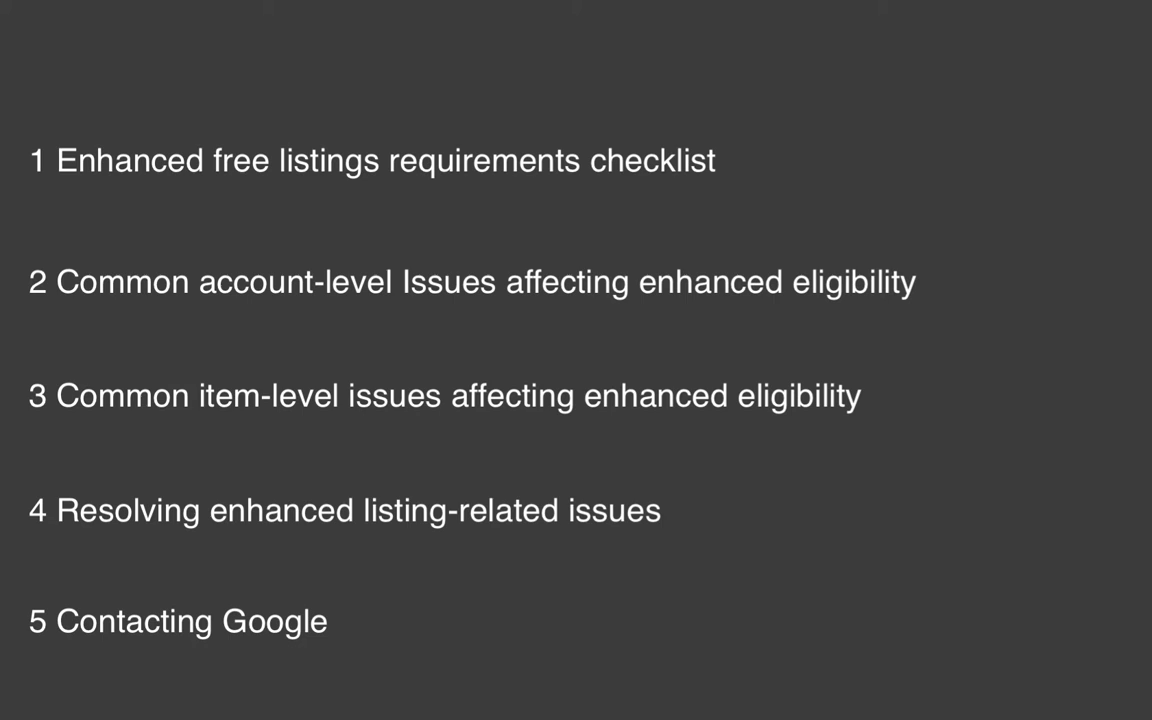 1 Enhanced free listings requirements checklist
2 Common account-level Issues affecting enhanced eligibility
3 Common item-level issues affecting enhanced eligibility
4 Resolving enhanced listing-related issues
5 Contacting Google